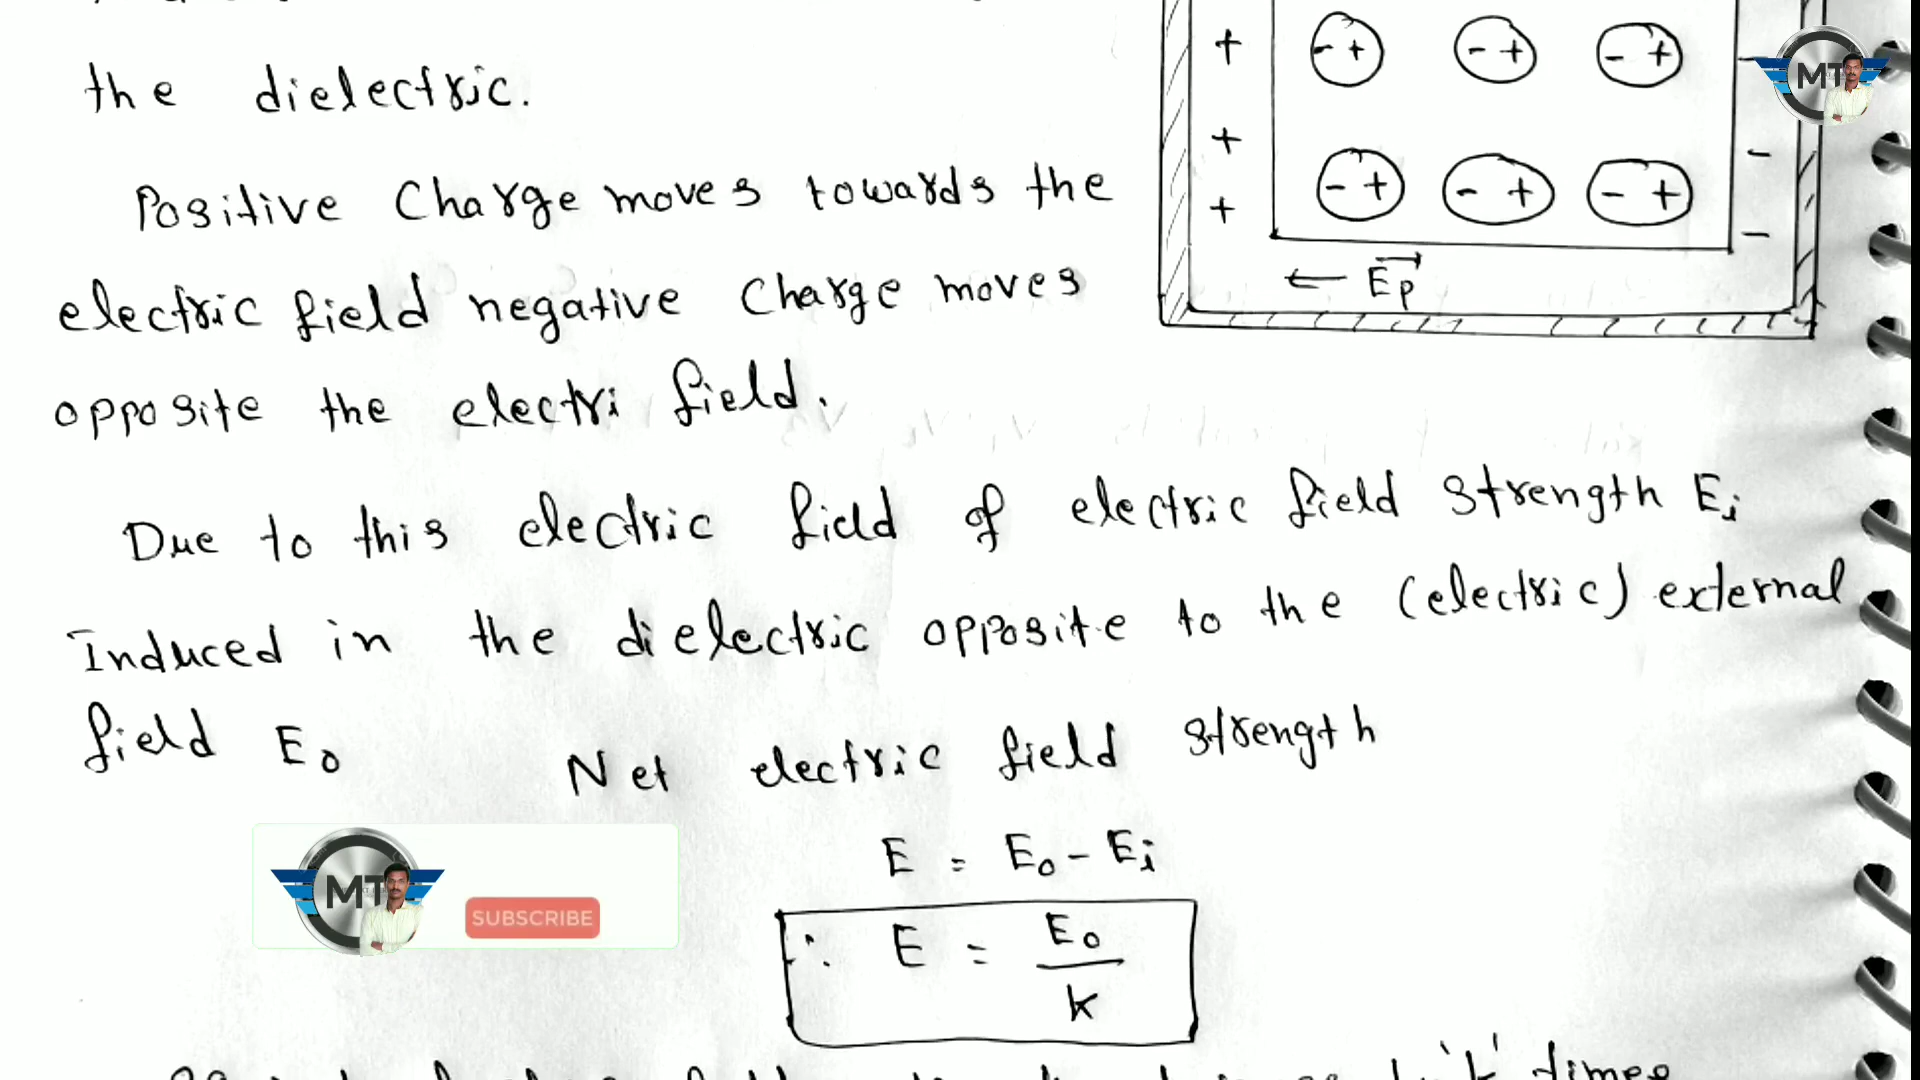 the dielectric.
Positive Charge moves towards the
electric field negative Charge moves
opposite the electri field.
Due to this electric field of electric field strength Ei
Induced in the dielectric opposite to the (electric) external
field E₀
Net electric field strength
E = E₀ - Ei
∴ E = E₀/k
'k' times
+ - + - + - +
+
+ - + - + - +
-
-
← Ep
MT
MT
SUBSCRIBE